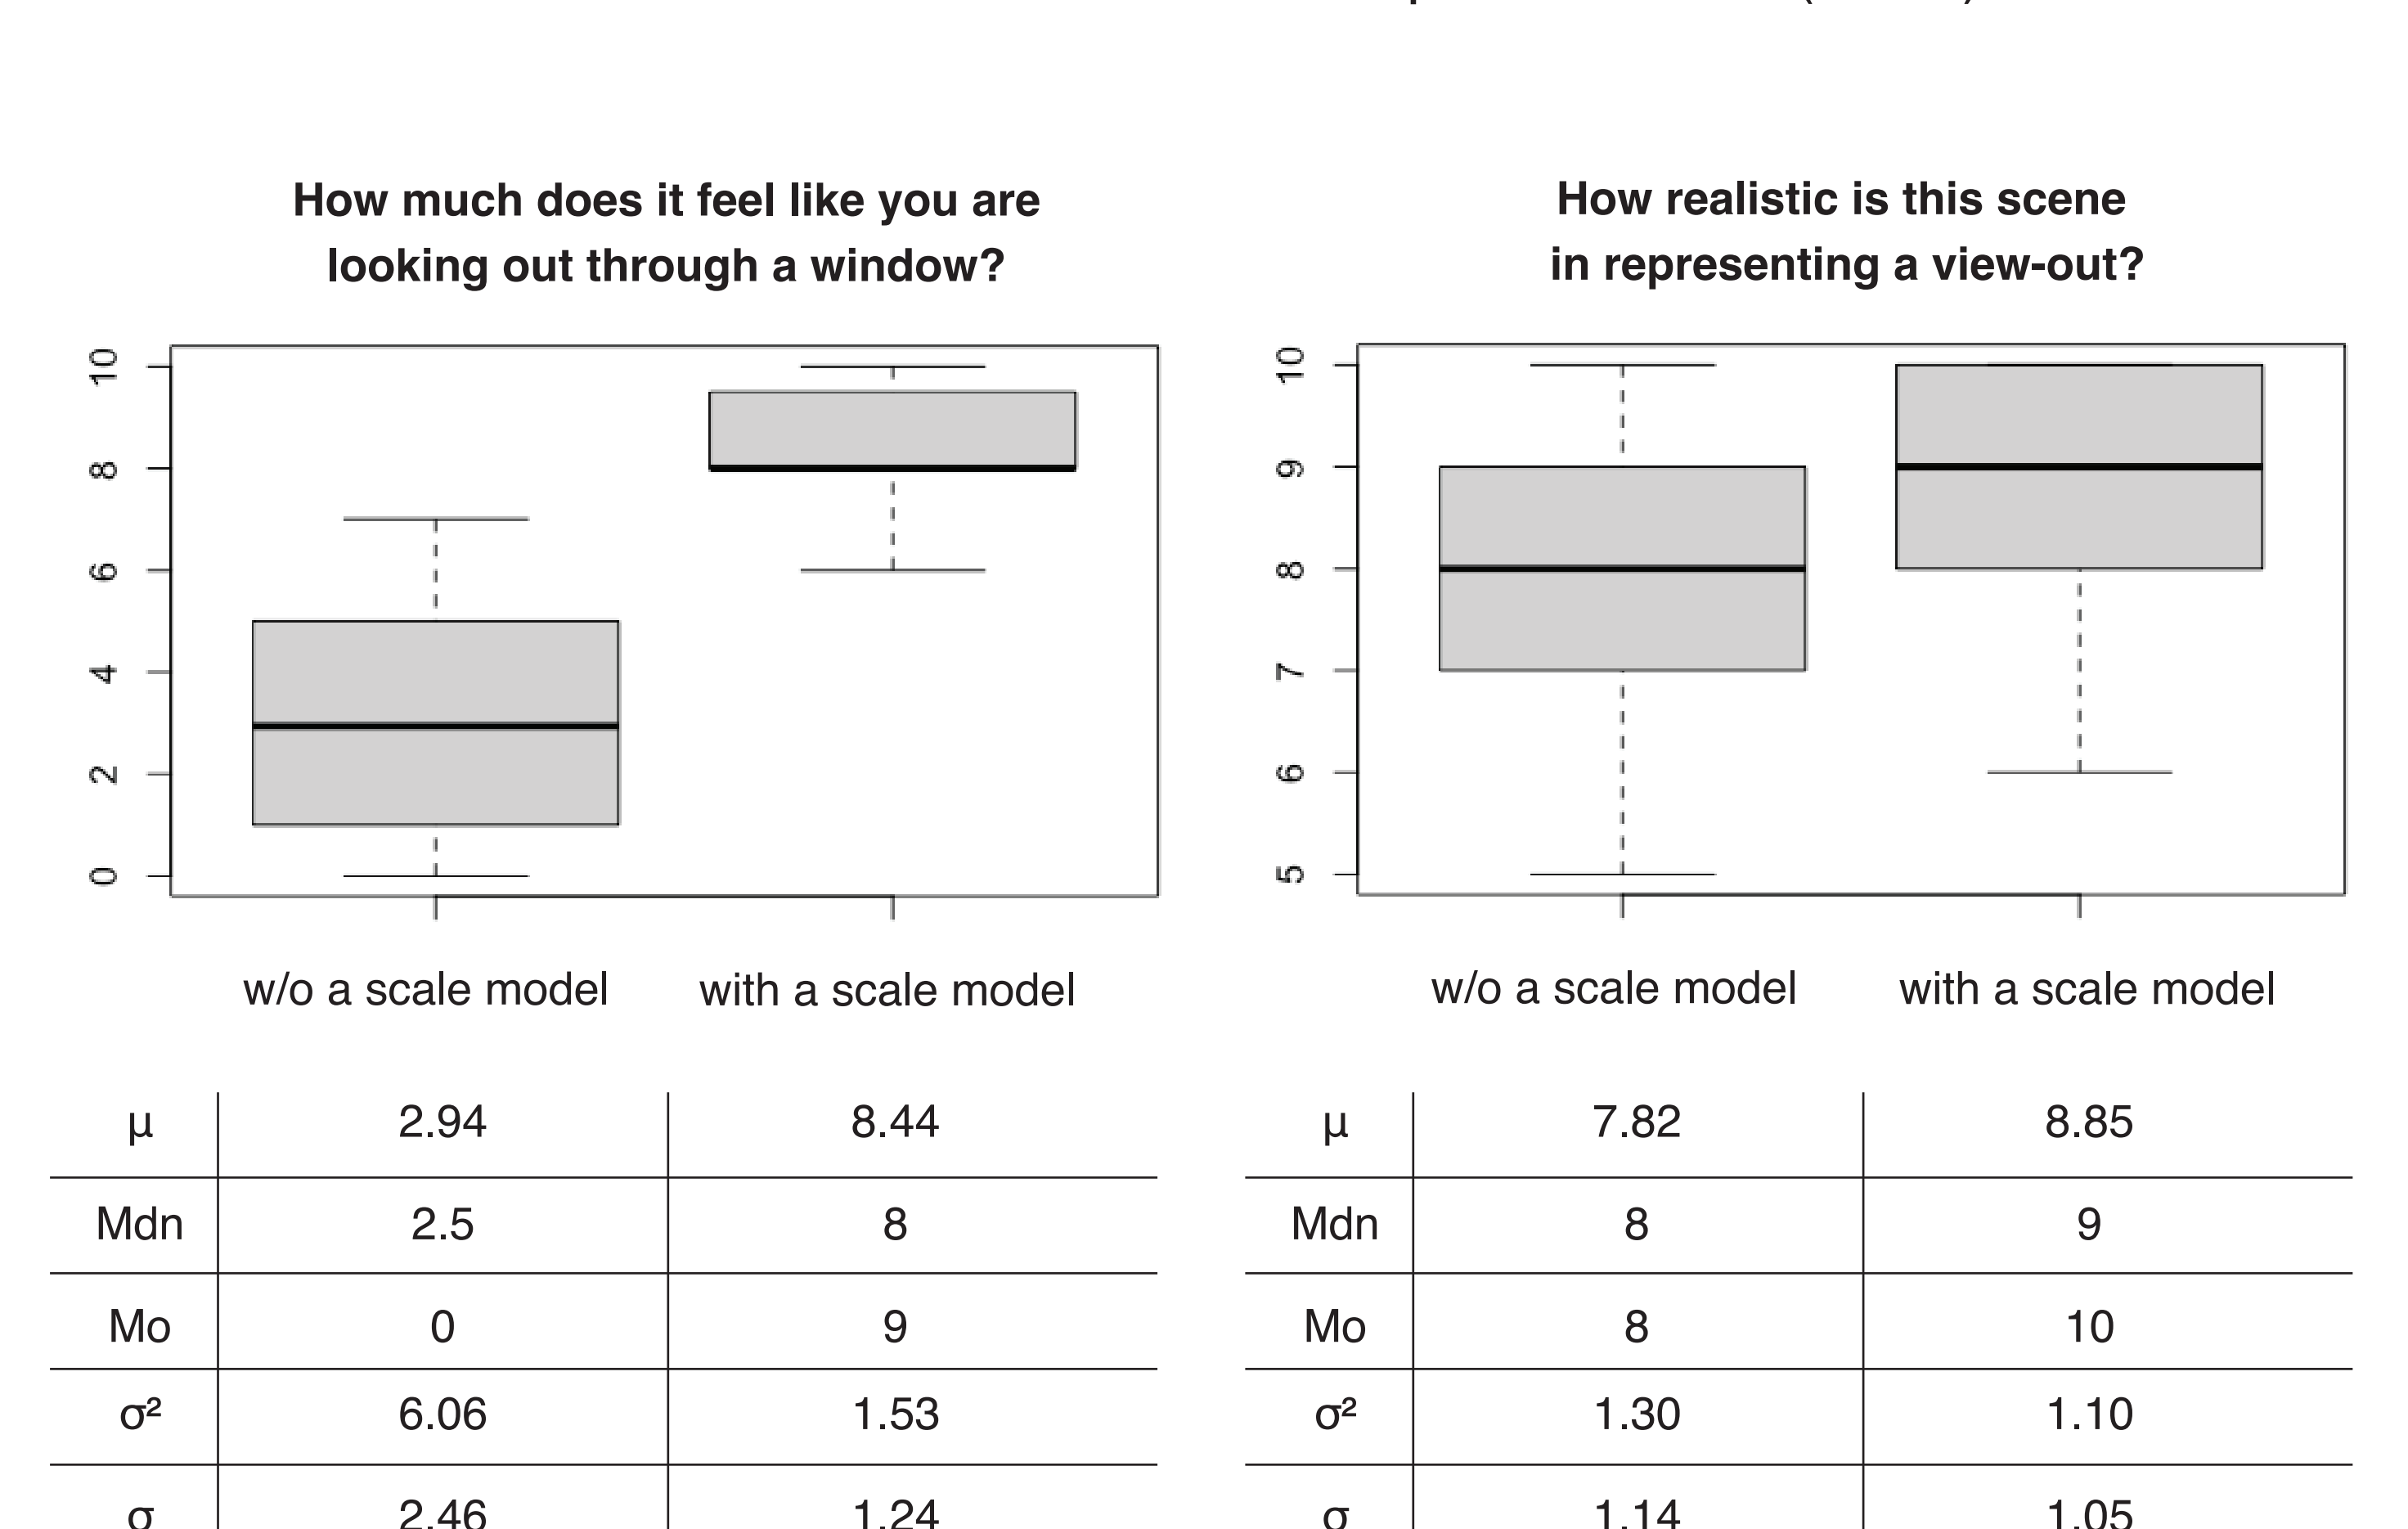 How much does it feel like you are
looking out through a window?
10
8
6
4
2
0
w/o a scale model with a scale model
μ 2.94 8.44
Mdn 2.5 8
Mo 0 9
σ² 6.06 1.53
σ 2.46 1.24
How realistic is this scene
in representing a view-out?
10
9
8
7
6
5
w/o a scale model with a scale model
μ 7.82 8.85
Mdn 8 9
Mo 8 10
σ² 1.30 1.10
σ 1.14 1.05